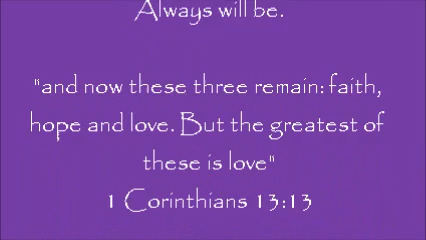 Always will be.
"and now these three remain: faith,
hope and love. But the greatest of
these is love"
1 Corinthians 13:13